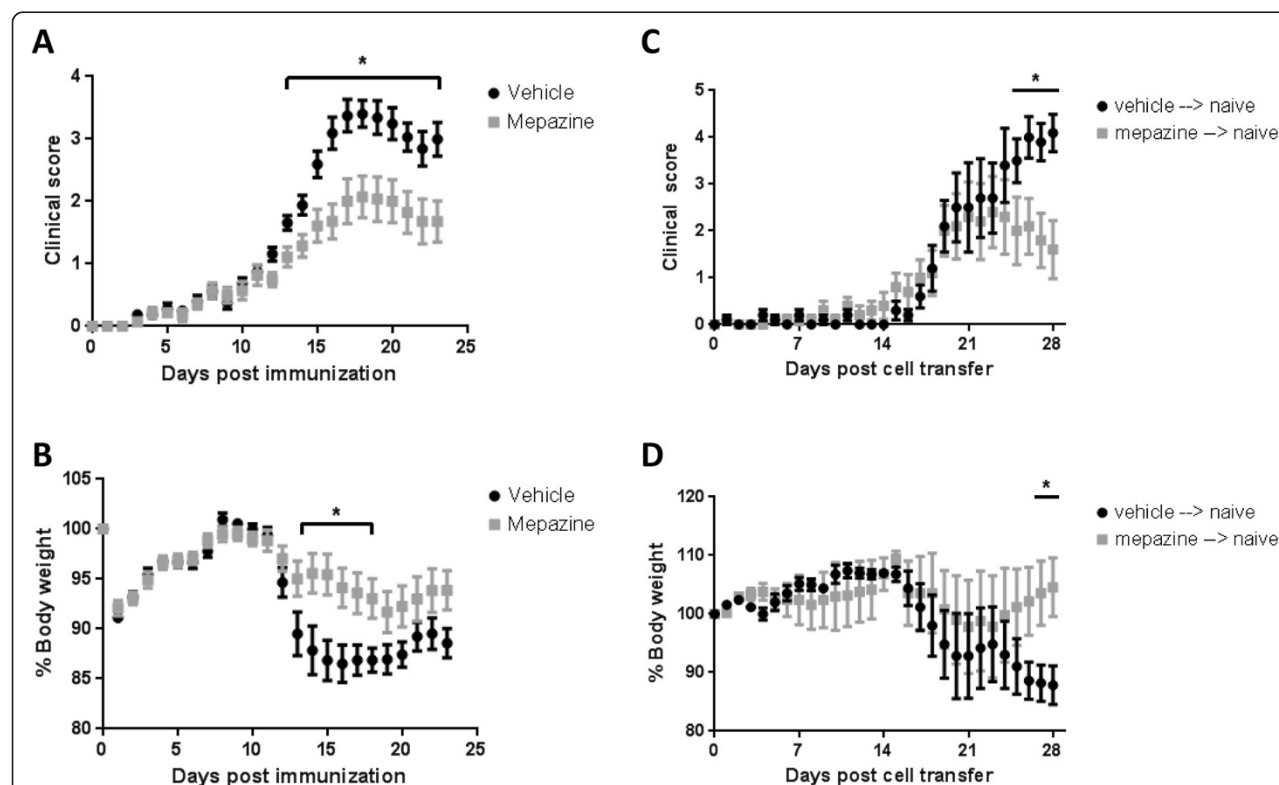 A
*
Clinical score
4
3
2
1
0
0 5 10 15 20 25
Days post immunization
Vehicle
Mepazine
B
% Body weight
105
100
95
90
85
80
0 5 10 15 20 25
Days post immunization
*
Vehicle
Mepazine
C
*
Clinical score
5
4
3
2
1
0
0 7 14 21 28
Days post cell transfer
vehicle --> naive
mepazine --> naive
D
*
% Body weight
120
110
100
90
80
0 7 14 21 28
Days post cell transfer
vehicle --> naive
mepazine --> naive